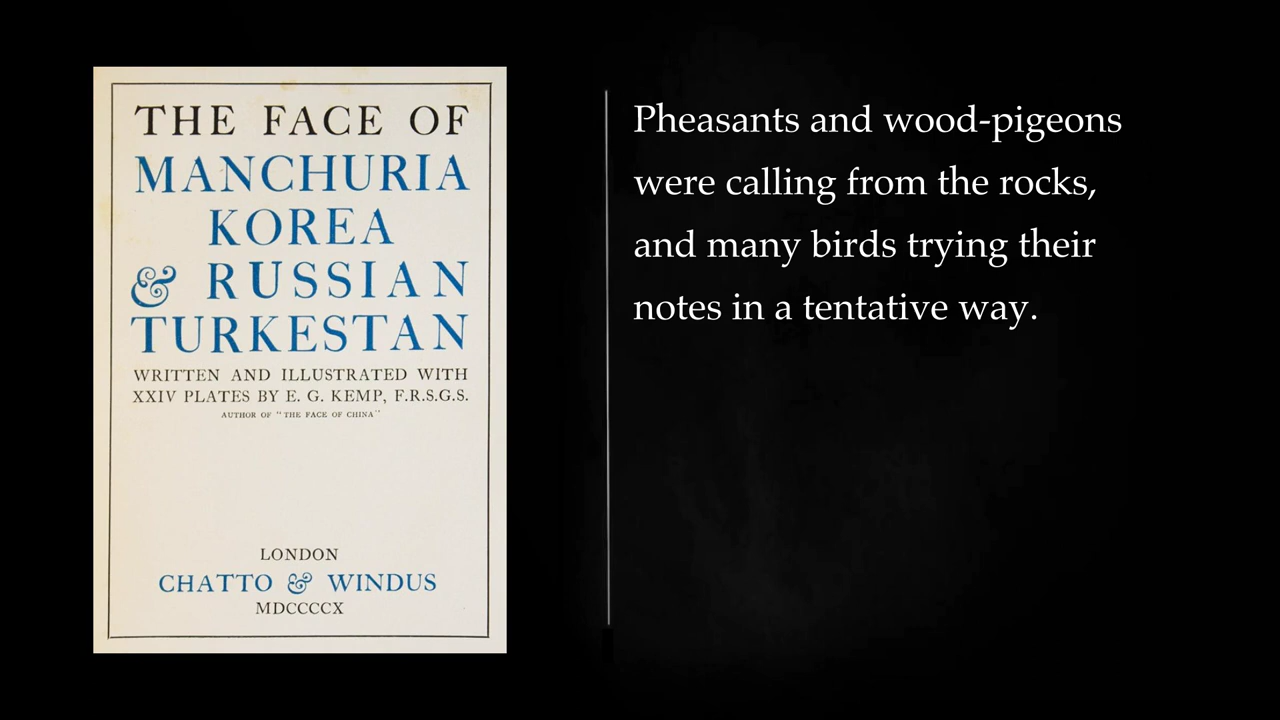 THE FACE OF
MANCHURIA
KOREA
& RUSSIAN
TURKESTAN
WRITTEN AND ILLUSTRATED WITH
XXIV PLATES BY E. G. KEMP, F.R.S.G.S.
AUTHOR OF "THE FACE OF CHINA"
LONDON
CHATTO & WINDUS
MDCCCCX
Pheasants and wood-pigeons
were calling from the rocks,
and many birds trying their
notes in a tentative way.